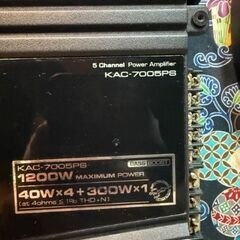 5 Channel Power Amplifier
KAC-7005PS
KAC-7005PS
1200W MAXIMUM POWER
BASS BOOST
40W×4+300W×1
(at 4ohms ≤ 1% THD+N)